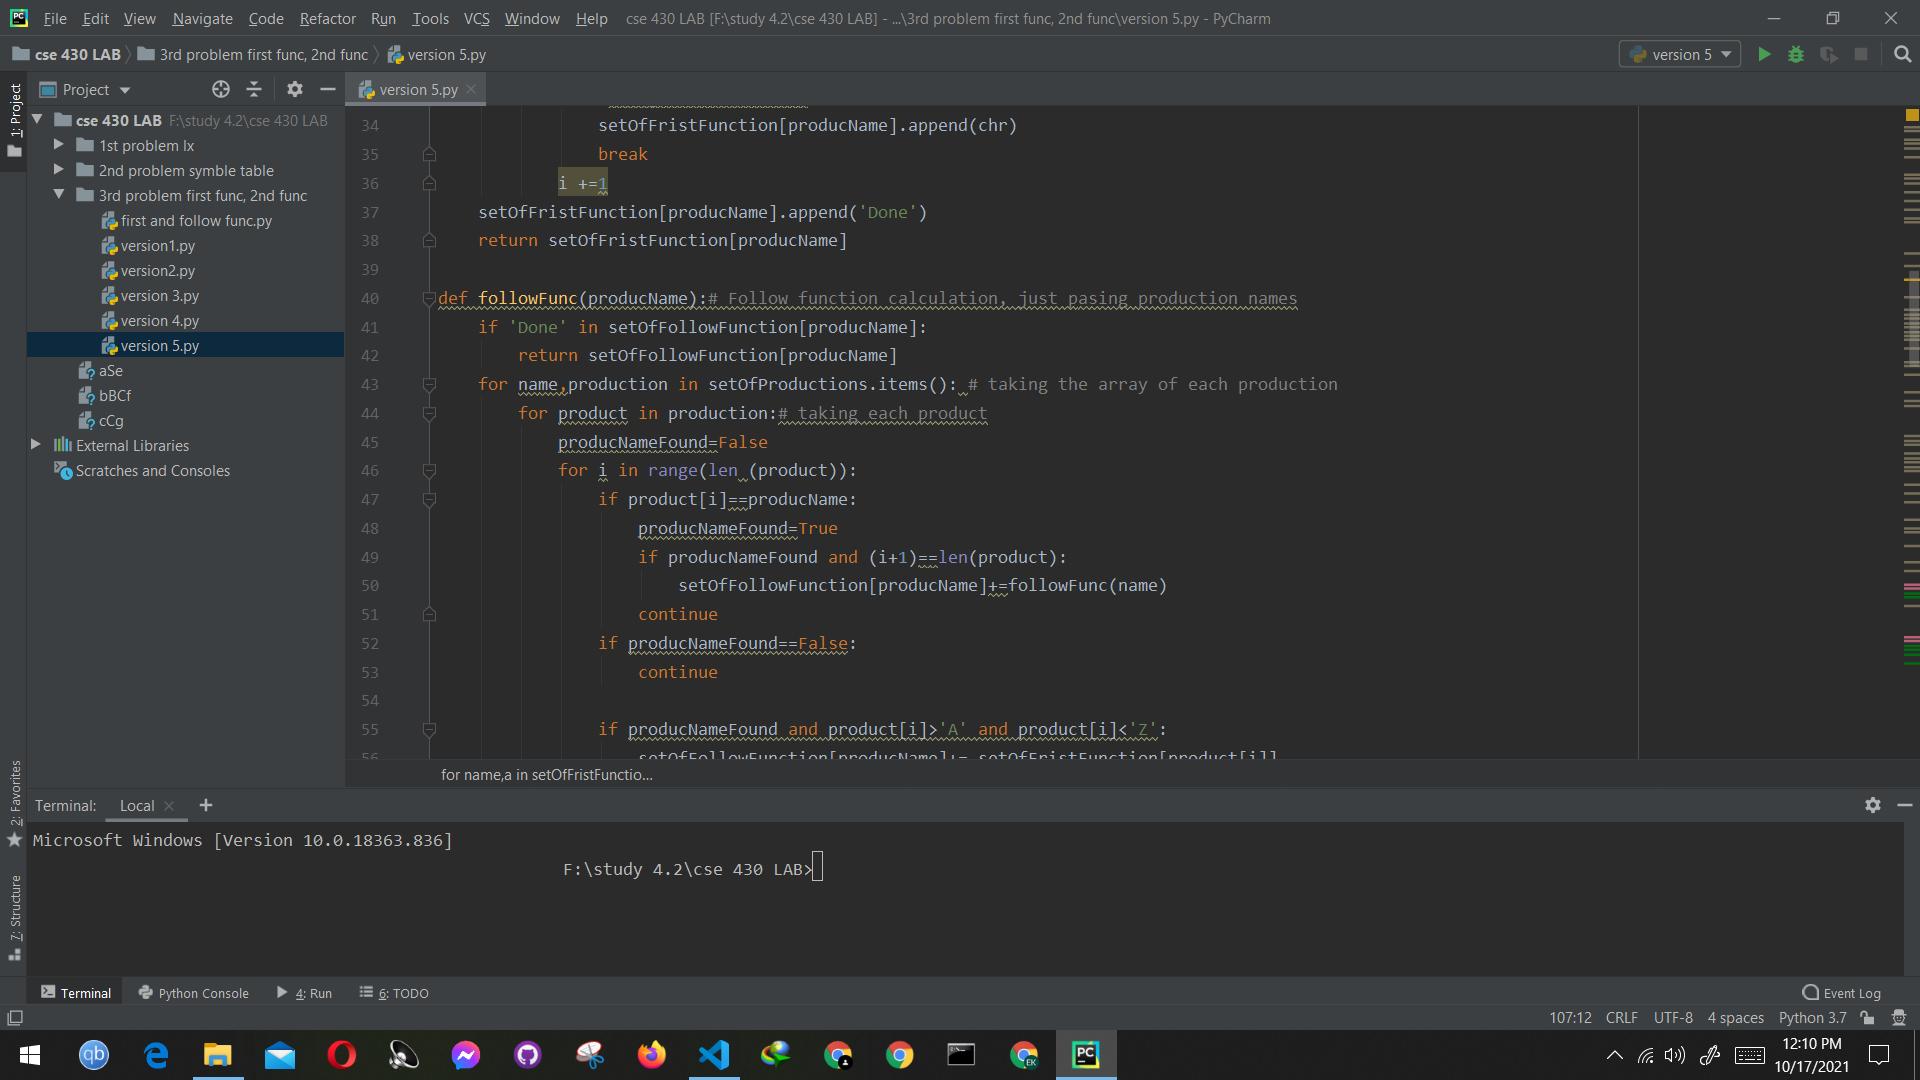 File Edit View Navigate Code Refactor Run Tools VCS Window Help cse 430 LAB [F:\study 4.2\cse 430 LAB] - ...\3rd problem first func, 2nd func\version 5.py - PyCharm
cse 430 LAB 3rd problem first func, 2nd func version 5.py version 5
1: Project
Project
version 5.py
cse 430 LAB F:\study 4.2\cse 430 LAB
1st problem lx
2nd problem symble table
3rd problem first func, 2nd func
first and follow func.py
version1.py
version2.py
version 3.py
version 4.py
version 5.py
aSe
bBCf
cCg
External Libraries
Scratches and Consoles
34 setOfFristFunction[producName].append(chr)
35 break
36 i +=1
37 setOfFristFunction[producName].append('Done')
38 return setOfFristFunction[producName]
39
40 def followFunc(producName):# Follow function calculation, just pasing production names
41 if 'Done' in setOfFollowFunction[producName]:
42 return setOfFollowFunction[producName]
43 for name,production in setOfProductions.items(): # taking the array of each production
44 for product in production:# taking each product
45 producNameFound=False
46 for i in range(len (product)):
47 if product[i]==producName:
48 producNameFound=True
49 if producNameFound and (i+1)==len(product):
50 setOfFollowFunction[producName]+=followFunc(name)
51 continue
52 if producNameFound==False:
53 continue
54
55 if producNameFound and product[i]>'A' and product[i]<'Z':
56 setOfFollowFunction[producName]+= setOfFristFunction[product[i]]
for name,a in setOfFristFunctio...
2: Favorites
7: Structure
Terminal: Local +
Microsoft Windows [Version 10.0.18363.836]
F:\study 4.2\cse 430 LAB>
Terminal Python Console 4: Run 6: TODO Event Log
107:12 CRLF UTF-8 4 spaces Python 3.7
qb
EK
PC
12:10 PM
10/17/2021